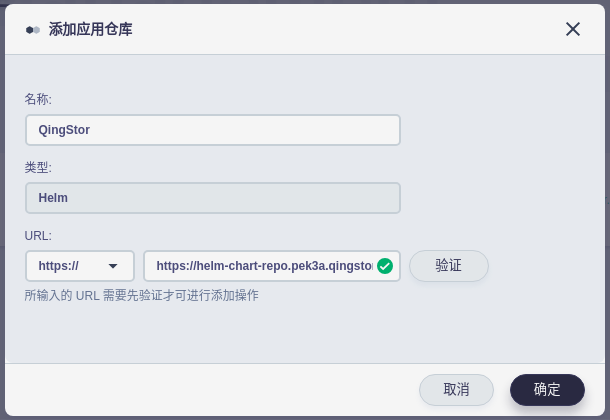 添加应用仓库
名称:
QingStor
类型:
Helm
URL:
https:// https://helm-chart-repo.pek3a.qingsto 验证
所输入的 URL 需要先验证才可进行添加操作
取消 确定